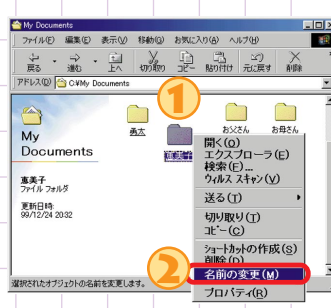 My Documents
ファイル(F) 編集(E) 表示(V) 移動(G) お気に入り(A) ヘルプ(H)
戻る 進む 上へ 切り取り コピー 貼り付け 元に戻す 削除
アドレス(D) C:¥My Documents
1
My
Documents
勇太
恵美子
お父さん
お母さん
恵美子
ファイル フォルダ
更新日時:
99/12/24 20:32
開く(O)
エクスプローラ(E)
検索(F)...
ウィルス スキャン(V)
送る(T)
切り取り(T)
コピー(C)
ショートカットの作成(S)
削除(D)
2
名前の変更(M)
プロパティ(R)
選択されたオブジェクトの名前を変更します。